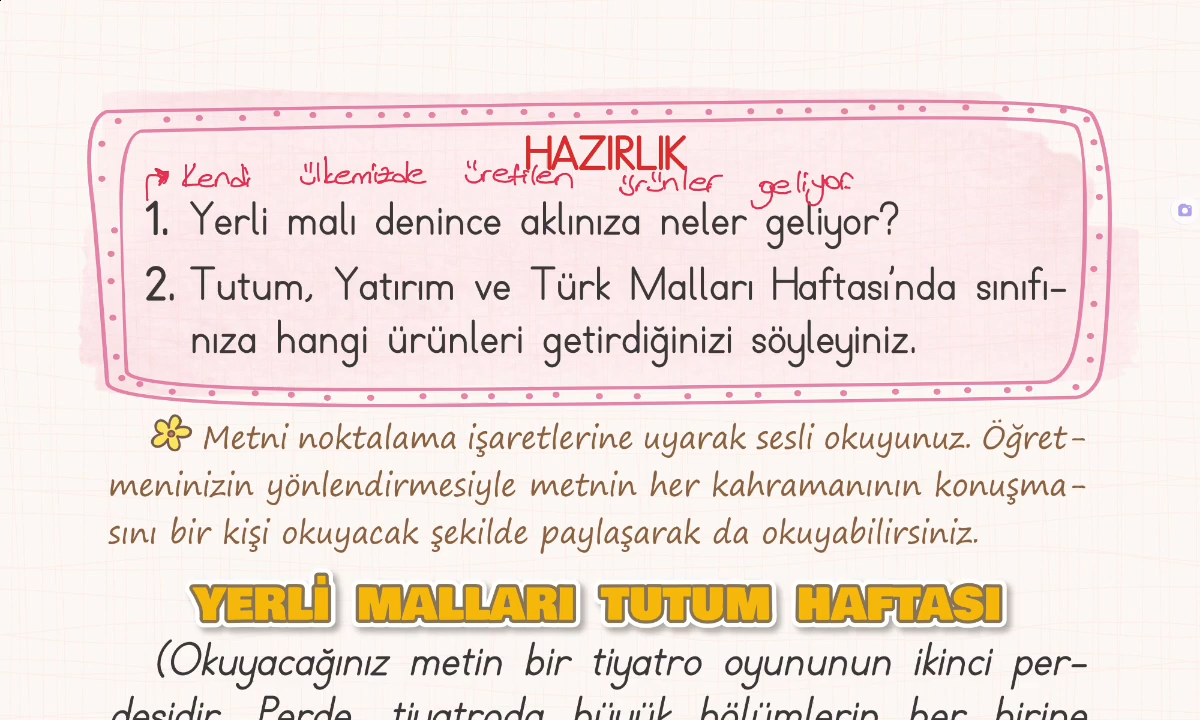 HAZIRLIK
Kendi ülkemizde üretilen ürünler geliyor.
1. Yerli malı denince aklınıza neler geliyor?
2. Tutum, Yatırım ve Türk Malları Haftası’nda sınıfı-
nıza hangi ürünleri getirdiğinizi söyleyiniz.
Metni noktalama işaretlerine uyarak sesli okuyunuz. Öğret-
meninizin yönlendirmesiyle metnin her kahramanının konuşma-
sını bir kişi okuyacak şekilde paylaşarak da okuyabilirsiniz.
YERLİ MALLARI TUTUM HAFTASI
(Okuyacağınız metin bir tiyatro oyununun ikinci per-
desidir. Perde, tiyatroda büyük bölümlerin her birine